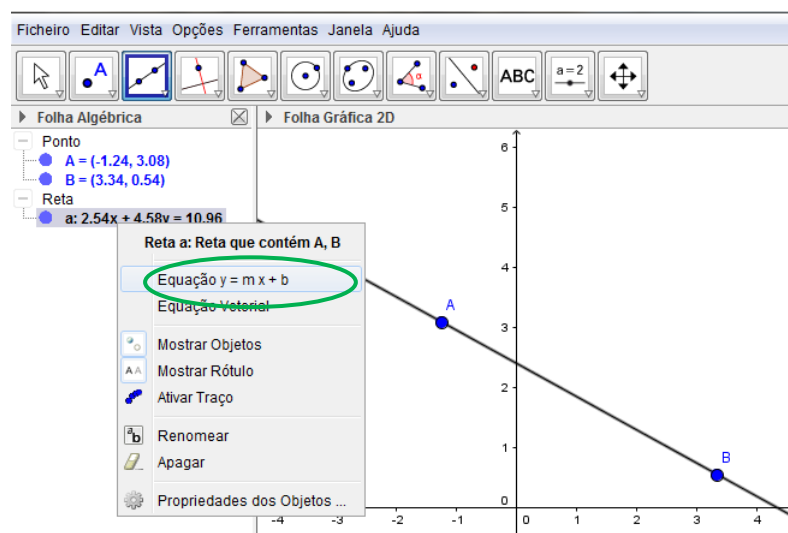 Ficheiro Editar Vista Opções Ferramentas Janela Ajuda
A
α
ABC
a=2
Folha Algébrica
Folha Gráfica 2D
Ponto
A = (-1.24, 3.08)
B = (3.34, 0.54)
Reta
a: 2.54x + 4.58y = 10.96
Reta a: Reta que contém A, B
Equação y = m x + b
Equação Vetorial
Mostrar Objetos
AA Mostrar Rótulo
Ativar Traço
ab Renomear
Apagar
Propriedades dos Objetos ...
6
5
4
3
2
1
0
A
B
-4 -3 -2 -1 0 1 2 3 4